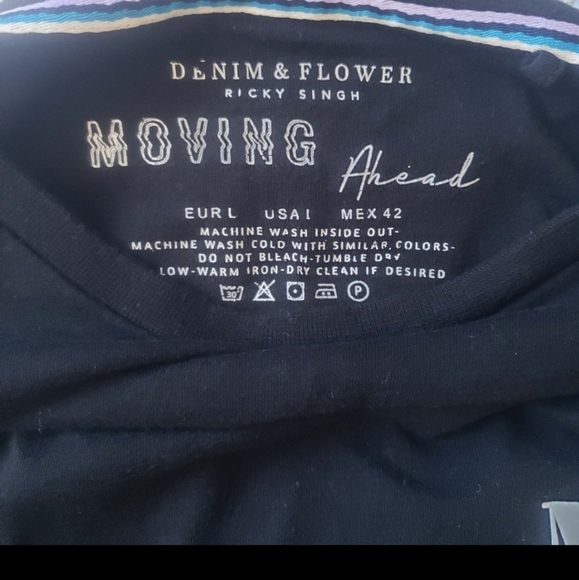 DENIM & FLOWER
RICKY SINGH
MOVING
Ahead
EUR L USA l MEX 42
MACHINE WASH INSIDE OUT-
MACHINE WASH COLD WITH SIMILAR. COLORS-
DO NOT BLEACH-TUMBLE DRY
LOW-WARM IRON-DRY CLEAN IF DESIRED
30 P